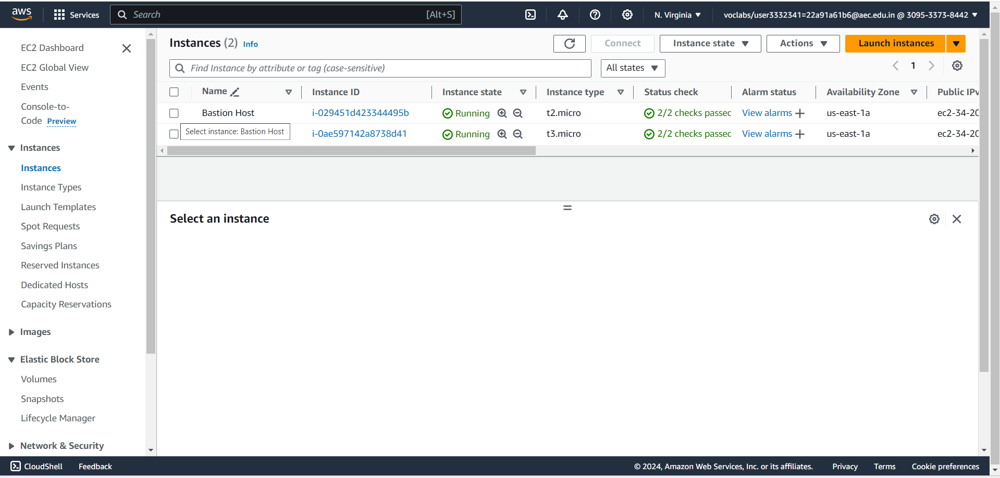 aws
Services
Search
[Alt+S]
N. Virginia
voclabs/user3332341=22a91a61b6@aec.edu.in @ 3095-3373-8442
EC2 Dashboard
EC2 Global View
Events
Console-to-
Code Preview
Instances
Instances
Instance Types
Launch Templates
Spot Requests
Savings Plans
Reserved Instances
Dedicated Hosts
Capacity Reservations
Images
Elastic Block Store
Volumes
Snapshots
Lifecycle Manager
Network & Security
Instances (2) Info
Connect
Instance state
Actions
Launch instances
Find Instance by attribute or tag (case-sensitive)
All states
1
Name Instance ID Instance state Instance type Status check Alarm status Availability Zone Public IPv
Bastion Host i-029451d423344495b Running t2.micro 2/2 checks passed View alarms us-east-1a ec2-34-20
Select instance: Bastion Host
i-0ae597142a8738d41 Running t3.micro 2/2 checks passed View alarms us-east-1a ec2-34-20
Select an instance
CloudShell
Feedback
© 2024, Amazon Web Services, Inc. or its affiliates.
Privacy
Terms
Cookie preferences